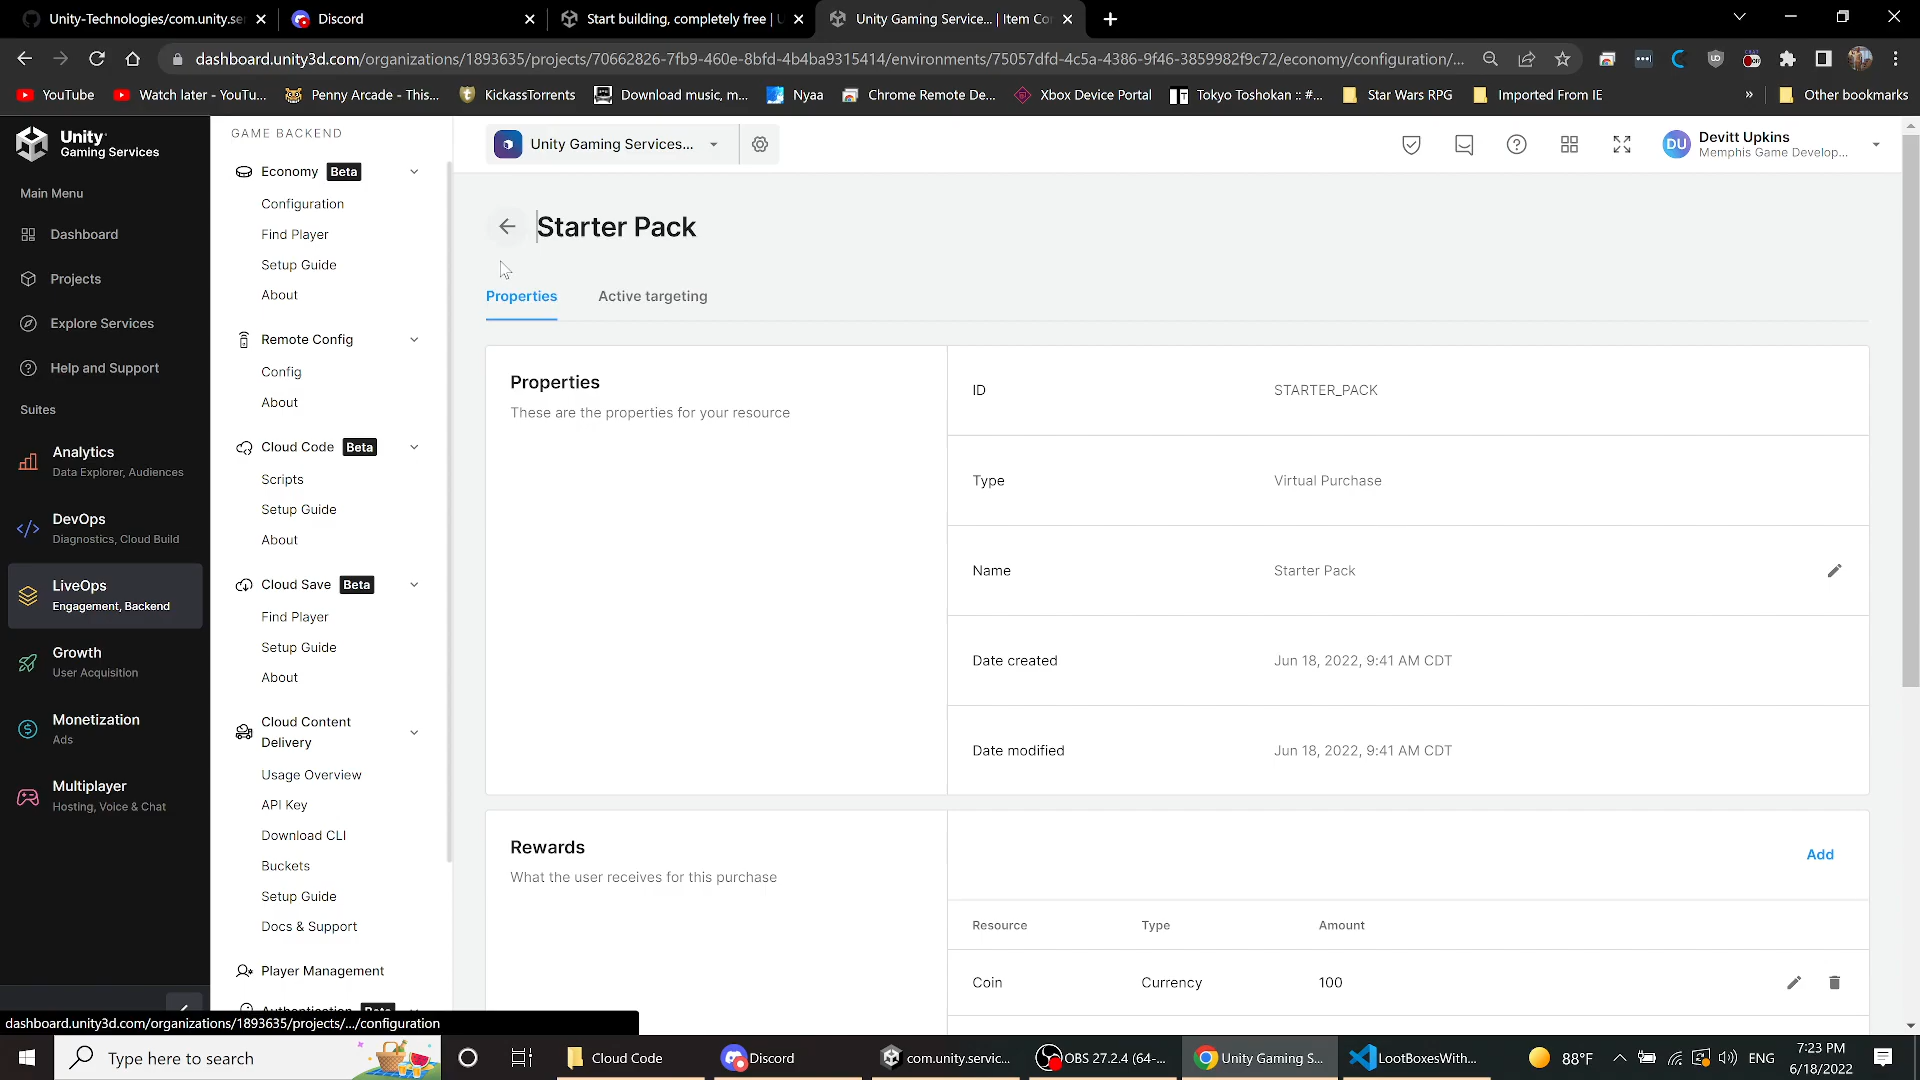 Unity-Technologies/com.unity.se
Discord
Start building, completely free | U
Unity Gaming Service... | Item Co
dashboard.unity3d.com/organizations/1893635/projects/70662826-7fb9-460e-8bfd-4b4ba9315414/environments/75057dfd-4c5a-4386-9f46-3859982f9c72/economy/configuration/...
YouTube
Watch later - YouTu...
Penny Arcade - This...
KickassTorrents
Download music, m...
Nyaa
Chrome Remote De...
Xbox Device Portal
Tokyo Toshokan :: #...
Star Wars RPG
Imported From IE
»
Other bookmarks
Unity
Gaming Services
Main Menu
Dashboard
Projects
Explore Services
Help and Support
Suites
Analytics
Data Explorer, Audiences
DevOps
Diagnostics, Cloud Build
LiveOps
Engagement, Backend
Growth
User Acquisition
Monetization
Ads
Multiplayer
Hosting, Voice & Chat
GAME BACKEND
Economy Beta
Configuration
Find Player
Setup Guide
About
Remote Config
Config
About
Cloud Code Beta
Scripts
Setup Guide
About
Cloud Save Beta
Find Player
Setup Guide
About
Cloud Content
Delivery
Usage Overview
API Key
Download CLI
Buckets
Setup Guide
Docs & Support
Player Management
Authentication Beta
Unity Gaming Services...
DU
Devitt Upkins
Memphis Game Develop...
Starter Pack
Properties
Active targeting
Properties
These are the properties for your resource
ID
STARTER_PACK
Type
Virtual Purchase
Name
Starter Pack
Date created
Jun 18, 2022, 9:41 AM CDT
Date modified
Jun 18, 2022, 9:41 AM CDT
Rewards
What the user receives for this purchase
Add
Resource
Type
Amount
Coin
Currency
100
dashboard.unity3d.com/organizations/1893635/projects/.../configuration
Type here to search
Cloud Code
Discord
com.unity.servic...
OBS 27.2.4 (64-...
Unity Gaming S...
LootBoxesWith...
88°F
ENG
7:23 PM
6/18/2022